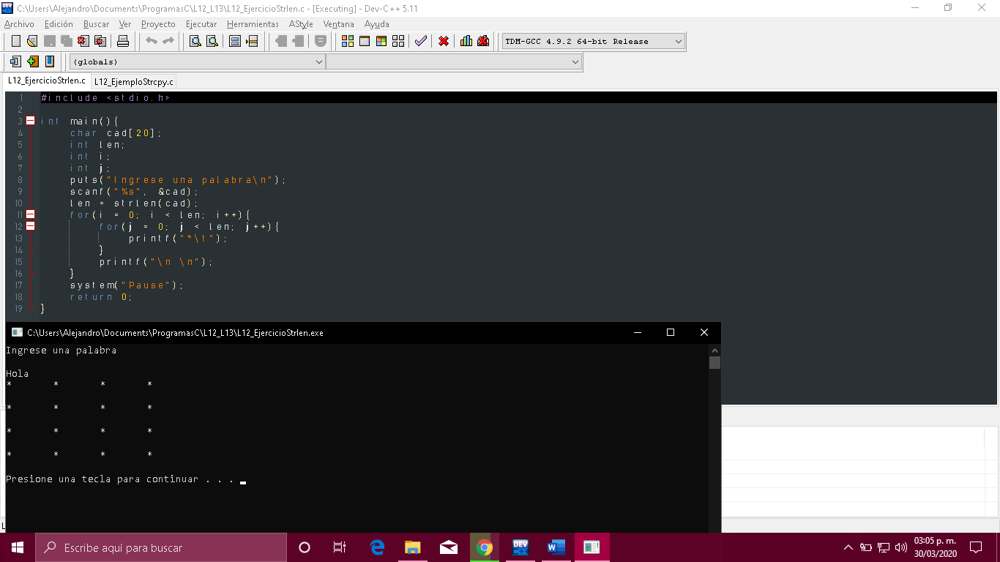 C:\Users\Alejandro\Documents\ProgramasC\L12_L13\L12_EjercicioStrlen.c - [Executing] - Dev-C++ 5.11
Archivo Edición Buscar Ver Proyecto Ejecutar Herramientas AStyle Ventana Ayuda
TDM-GCC 4.9.2 64-bit Release
(globals)
L12_EjercicioStrlen.c L12_EjemploStrcpy.c
1 #include <stdio.h>
2
3 int main(){
4 char cad[20];
5 int len;
6 int i;
7 int j;
8 puts("Ingrese una palabra\n");
9 scanf("%s", &cad);
10 len = strlen(cad);
11 for(i = 0; i < len; i++){
12 for(j = 0; j < len; j++){
13 printf("*\t");
14 }
15 printf("\n \n");
16 }
17 system("Pause");
18 return 0;
19 }
C:\Users\Alejandro\Documents\ProgramasC\L12_L13\L12_EjercicioStrlen.exe
Ingrese una palabra
Hola
* * * *
* * * *
* * * *
* * * *
Presione una tecla para continuar . . .
L
Escribe aquí para buscar
DEV
03:05 p. m.
30/03/2020